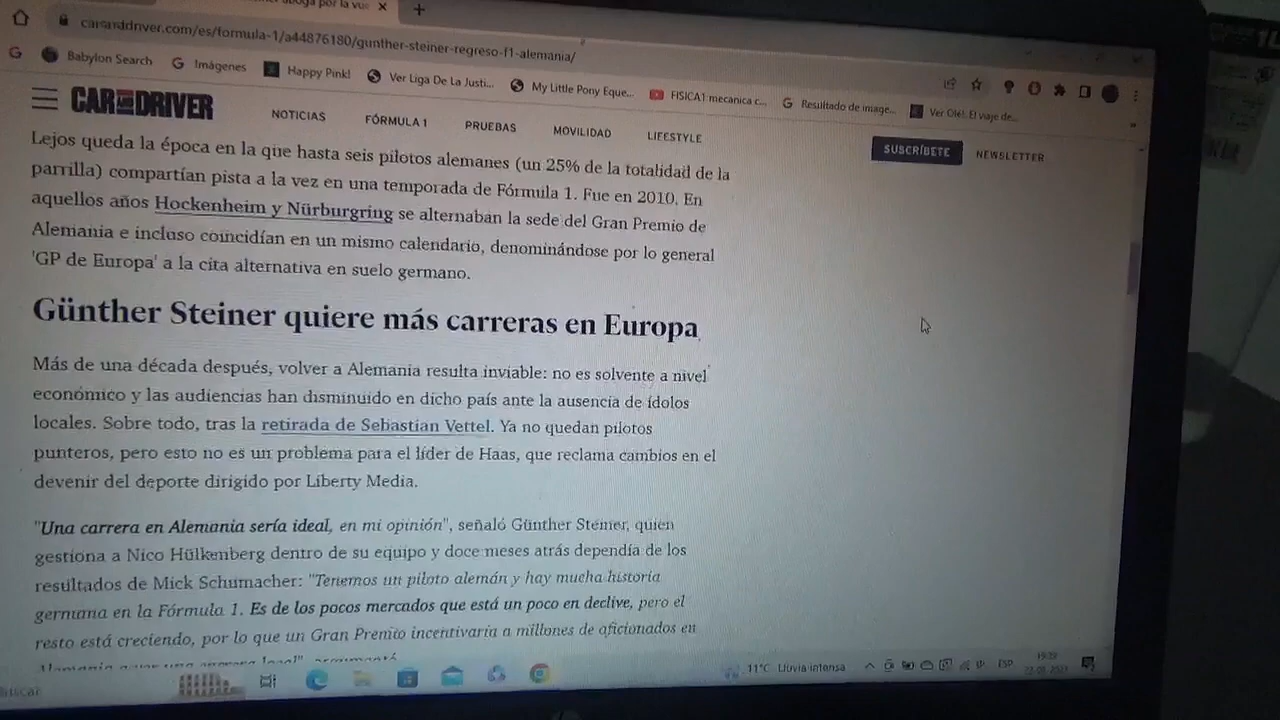 por la vue
caranddriver.com/es/formula-1/a44876180/gunther-steiner-regreso-f1-alemania/
Babylon Search Imágenes Happy Pink! Ver Liga De La Justi... My Little Pony Eque... FISICA1 mecanica c... Resultado de image... Ver Olé!. El viaje de...
CAR AND DRIVER NOTICIAS FÓRMULA 1 PRUEBAS MOVILIDAD LIFESTYLE SUSCRÍBETE NEWSLETTER
Lejos queda la época en la que hasta seis pilotos alemanes (un 25% de la totalidad de la
parrilla) compartían pista a la vez en una temporada de Fórmula 1. Fue en 2010. En
aquellos años Hockenheim y Nürburgring se alternaban la sede del Gran Premio de
Alemania e incluso coincidían en un mismo calendario, denominándose por lo general
'GP de Europa' a la cita alternativa en suelo germano.
Günther Steiner quiere más carreras en Europa
Más de una década después, volver a Alemania resulta inviable: no es solvente a nivel
económico y las audiencias han disminuido en dicho país ante la ausencia de ídolos
locales. Sobre todo, tras la retirada de Sebastian Vettel. Ya no quedan pilotos
punteros, pero esto no es un problema para el líder de Haas, que reclama cambios en el
devenir del deporte dirigido por Liberty Media.
"Una carrera en Alemania sería ideal, en mi opinión", señaló Günther Steiner, quien
gestiona a Nico Hülkenberg dentro de su equipo y doce meses atrás dependía de los
resultados de Mick Schumacher: "Tenemos un piloto alemán y hay mucha historia
germana en la Fórmula 1. Es de los pocos mercados que está un poco en declive, pero el
resto está creciendo, por lo que un Gran Premio incentivaría a millones de aficionados en
11°C Lluvia intensa ESP